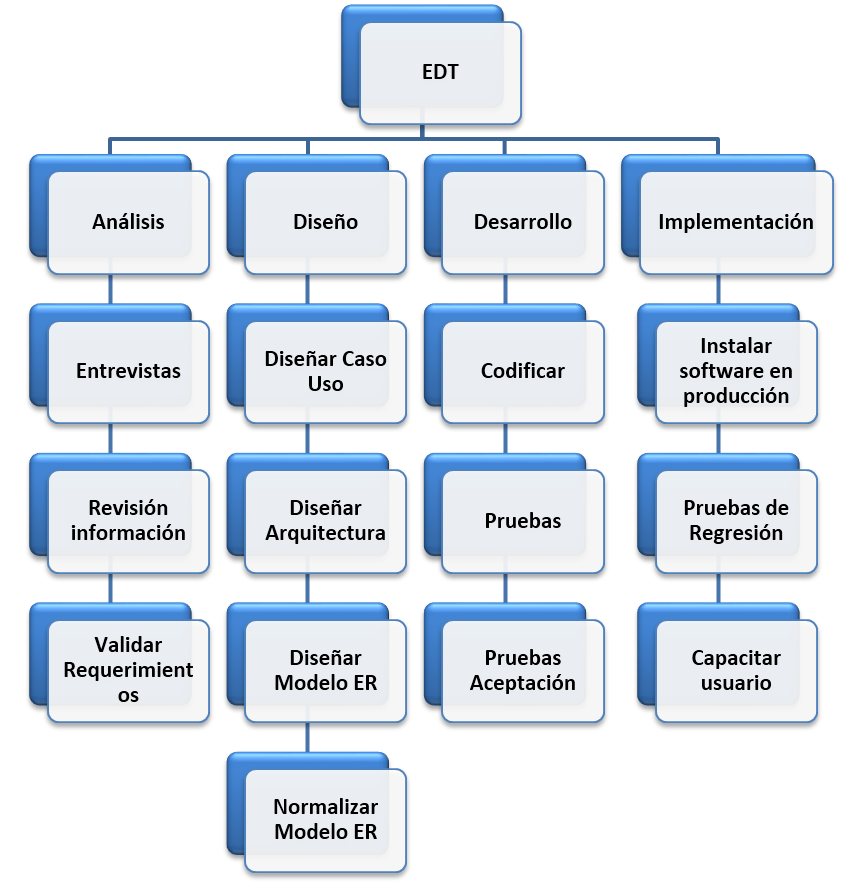 EDT
Análisis
Diseño
Desarrollo
Implementación
Entrevistas
Diseñar Caso
Uso
Codificar
Instalar
software en
producción
Revisión
información
Diseñar
Arquitectura
Pruebas
Pruebas de
Regresión
Validar
Requerimient
os
Diseñar
Modelo ER
Pruebas
Aceptación
Capacitar
usuario
Normalizar
Modelo ER